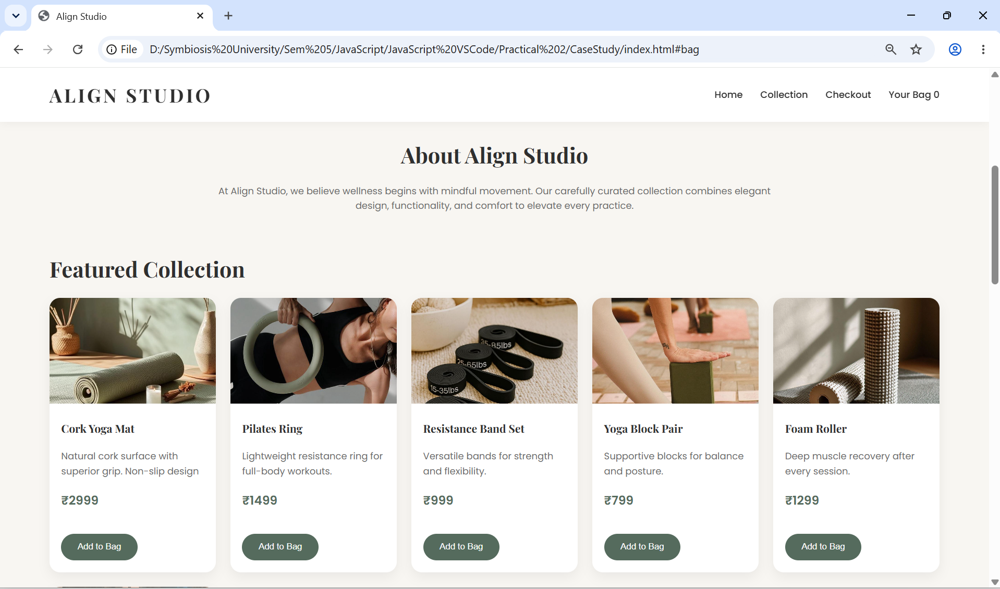 Align Studio
File
D:/Symbiosis%20University/Sem%205/JavaScript/JavaScript%20VSCode/Practical%202/CaseStudy/index.html#bag
ALIGN STUDIO
Home
Collection
Checkout
Your Bag 0
About Align Studio
At Align Studio, we believe wellness begins with mindful movement. Our carefully curated collection combines elegant
design, functionality, and comfort to elevate every practice.
Featured Collection
35-85lbs
25-65lbs
15-35lbs
Cork Yoga Mat
Natural cork surface with
superior grip. Non-slip design
₹2999
Add to Bag
Pilates Ring
Lightweight resistance ring for
full-body workouts.
₹1499
Add to Bag
Resistance Band Set
Versatile bands for strength
and flexibility.
₹999
Add to Bag
Yoga Block Pair
Supportive blocks for balance
and posture.
₹799
Add to Bag
Foam Roller
Deep muscle recovery after
every session.
₹1299
Add to Bag